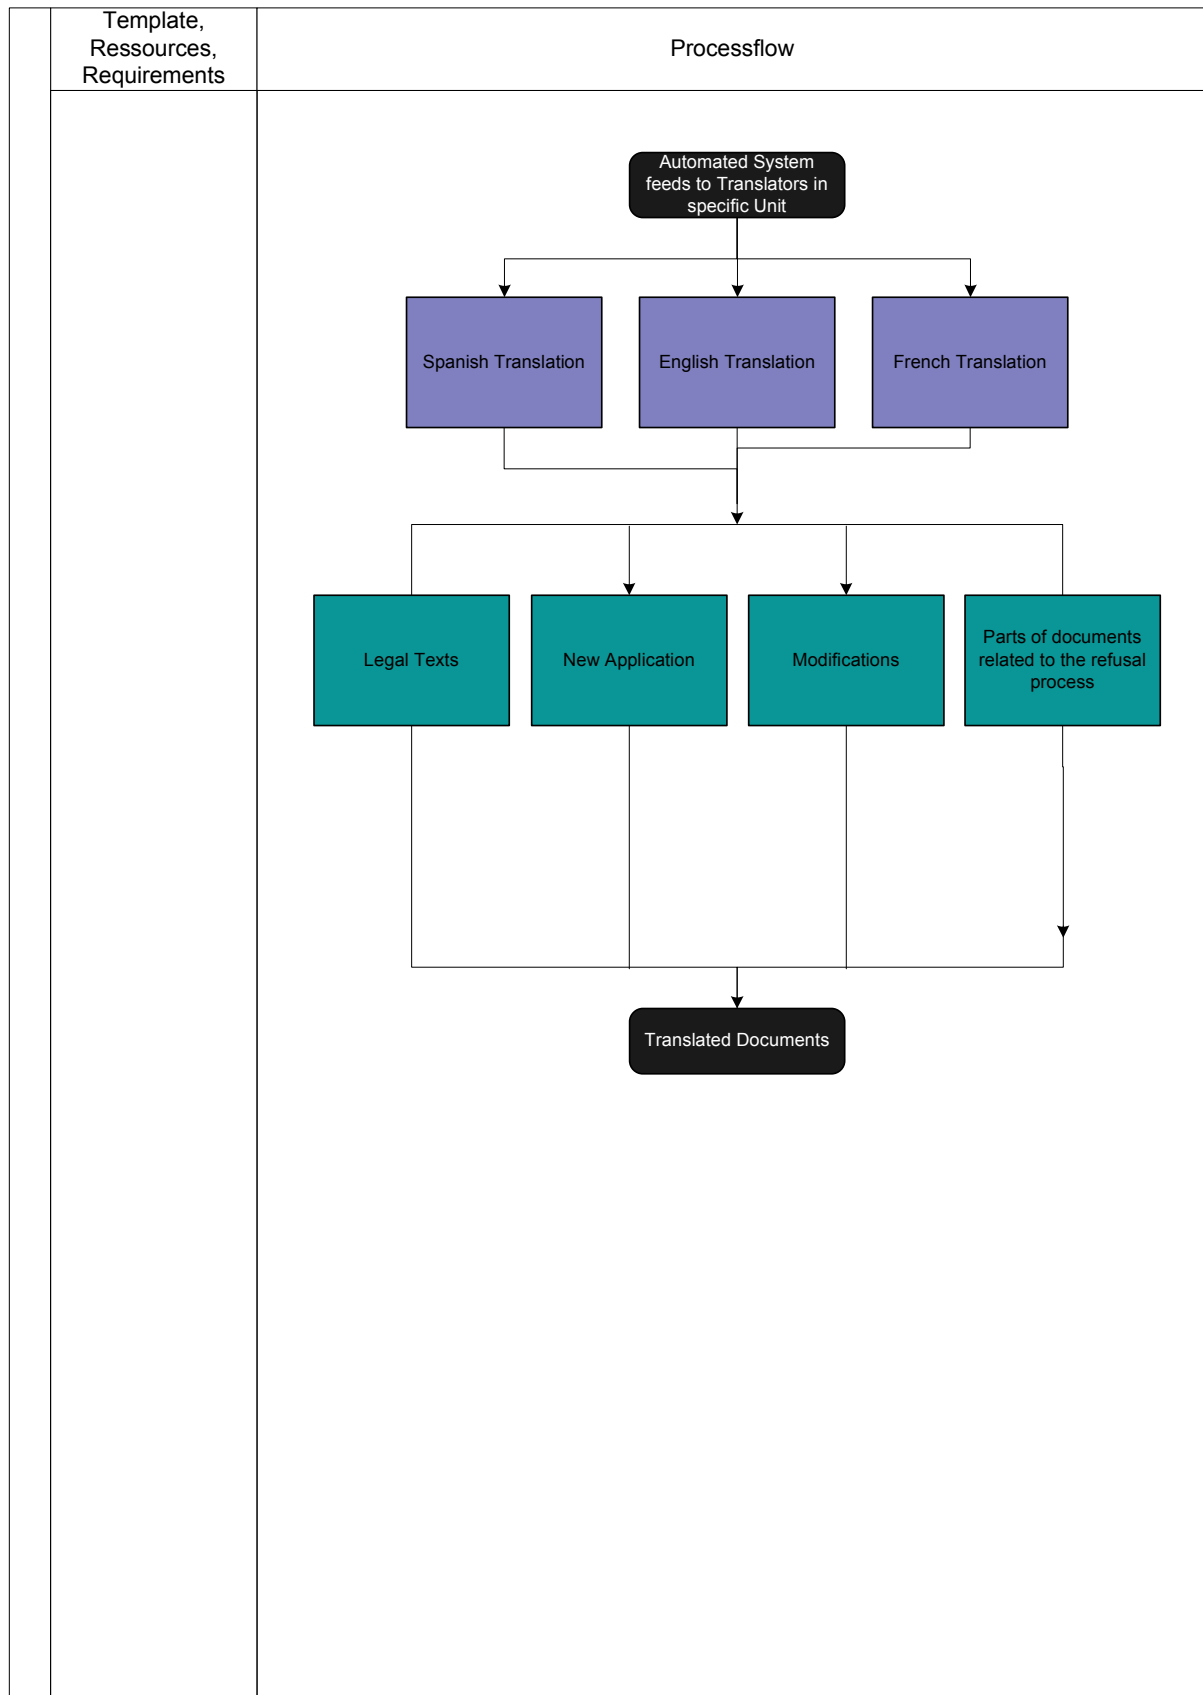 Template,
Ressources,
Requirements
Processflow
Automated System
feeds to Translators in
specific Unit
Spanish Translation
English Translation
French Translation
Legal Texts
New Application
Modifications
Parts of documents
related to the refusal
process
Translated Documents